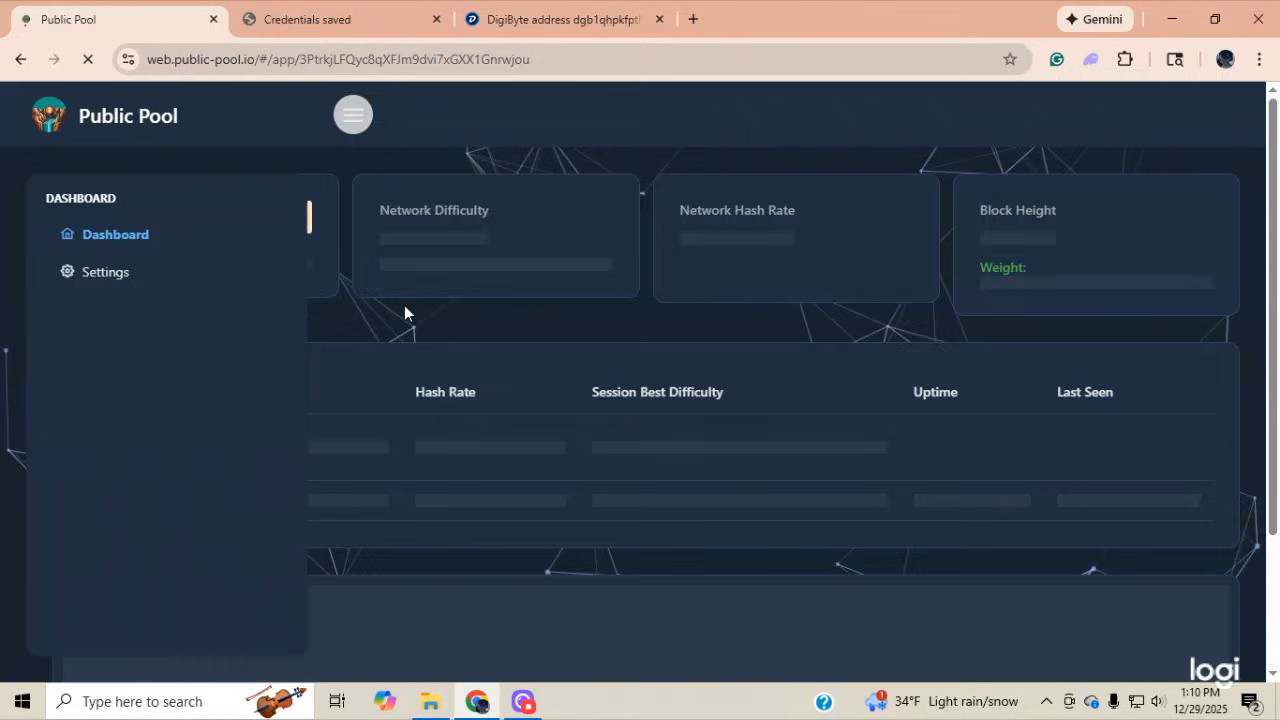 Public Pool
Credentials saved
DigiByte address dgb1qhpkfptl
Gemini
web.public-pool.io/#/app/3PtrkjLFQyc8qXFJm9dvi7xGXX1Gnrwjou
Public Pool
DASHBOARD
Dashboard
Settings
Network Difficulty
Network Hash Rate
Block Height
Weight:
Hash Rate
Session Best Difficulty
Uptime
Last Seen
logi
Type here to search
34°F Light rain/snow
1:10 PM
12/29/2025
2